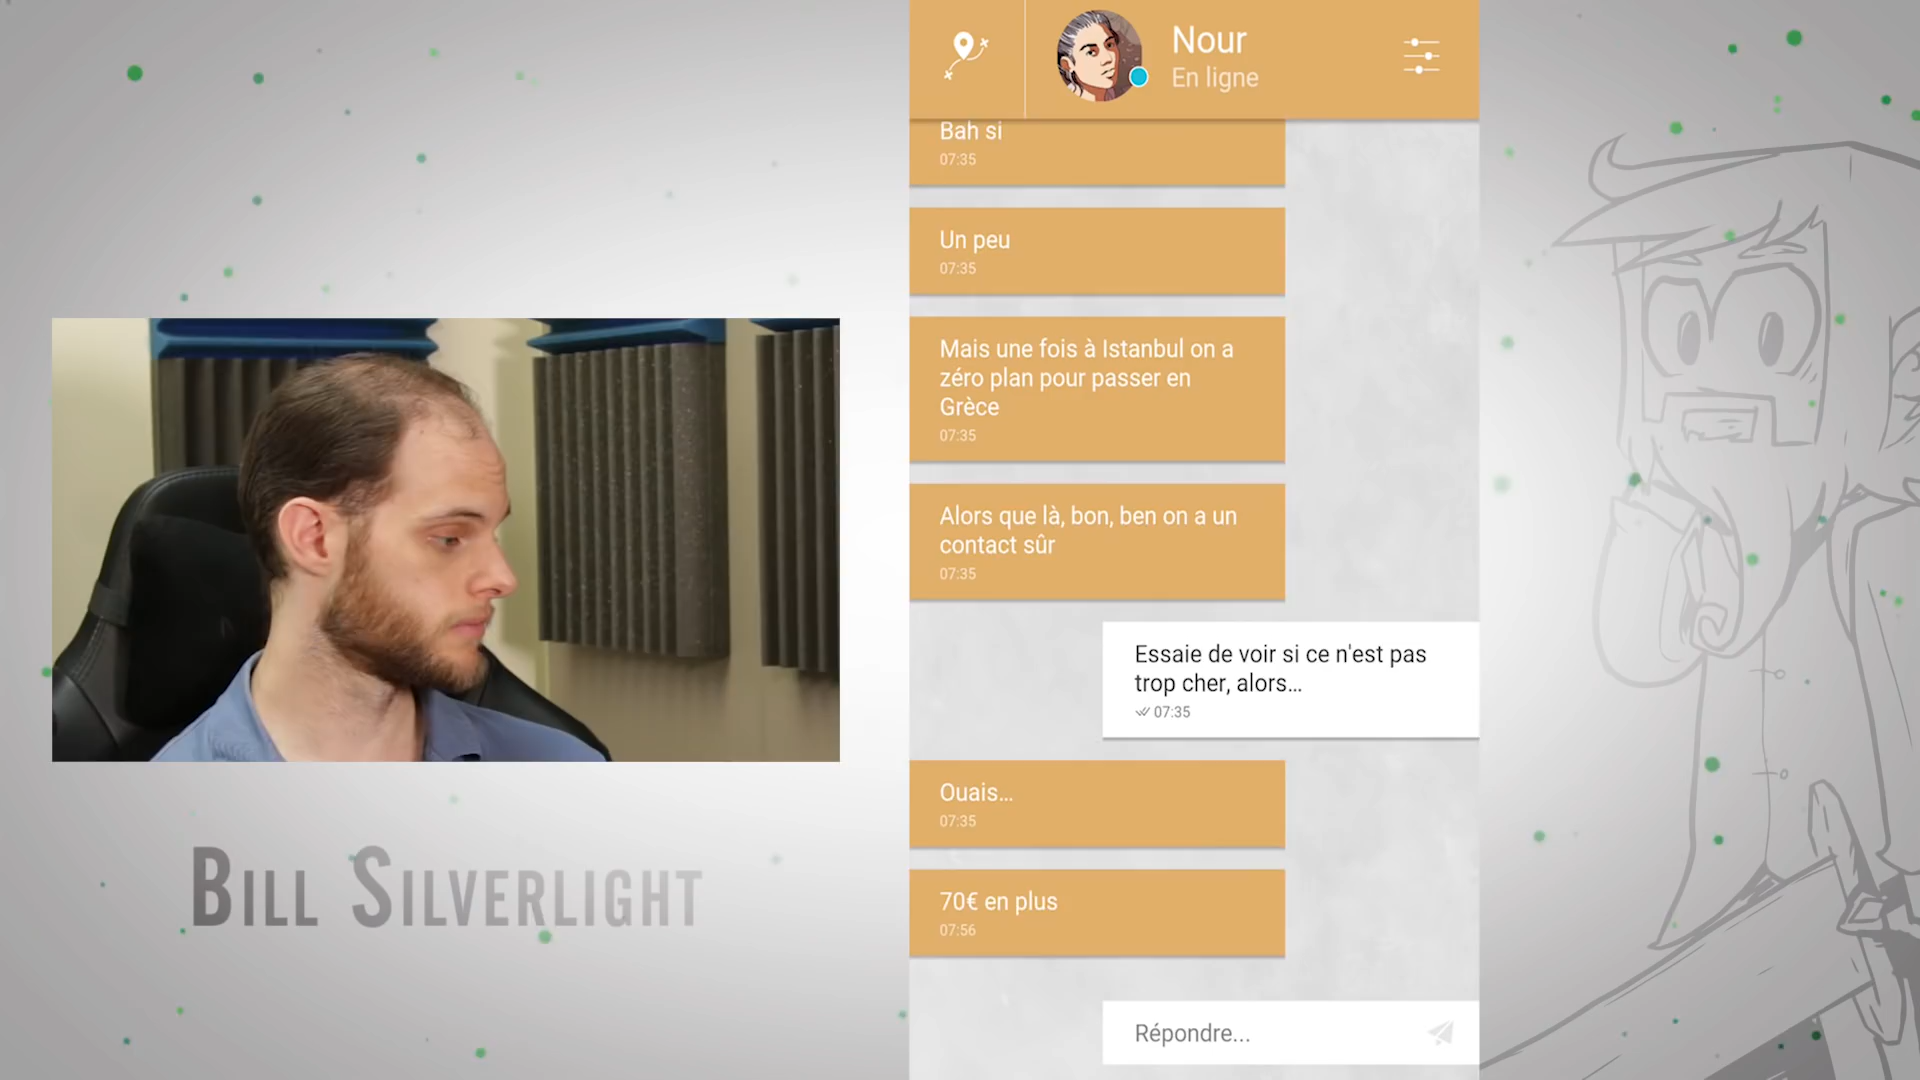 Nour
En ligne
Bah si
07:35
Un peu
07:35
Mais une fois à Istanbul on a
zéro plan pour passer en
Grèce
07:35
Alors que là, bon, ben on a un
contact sûr
07:35
Essaie de voir si ce n'est pas
trop cher, alors...
07:35
Ouais...
07:35
70€ en plus
07:56
Répondre...
BILL SILVERLIGHT